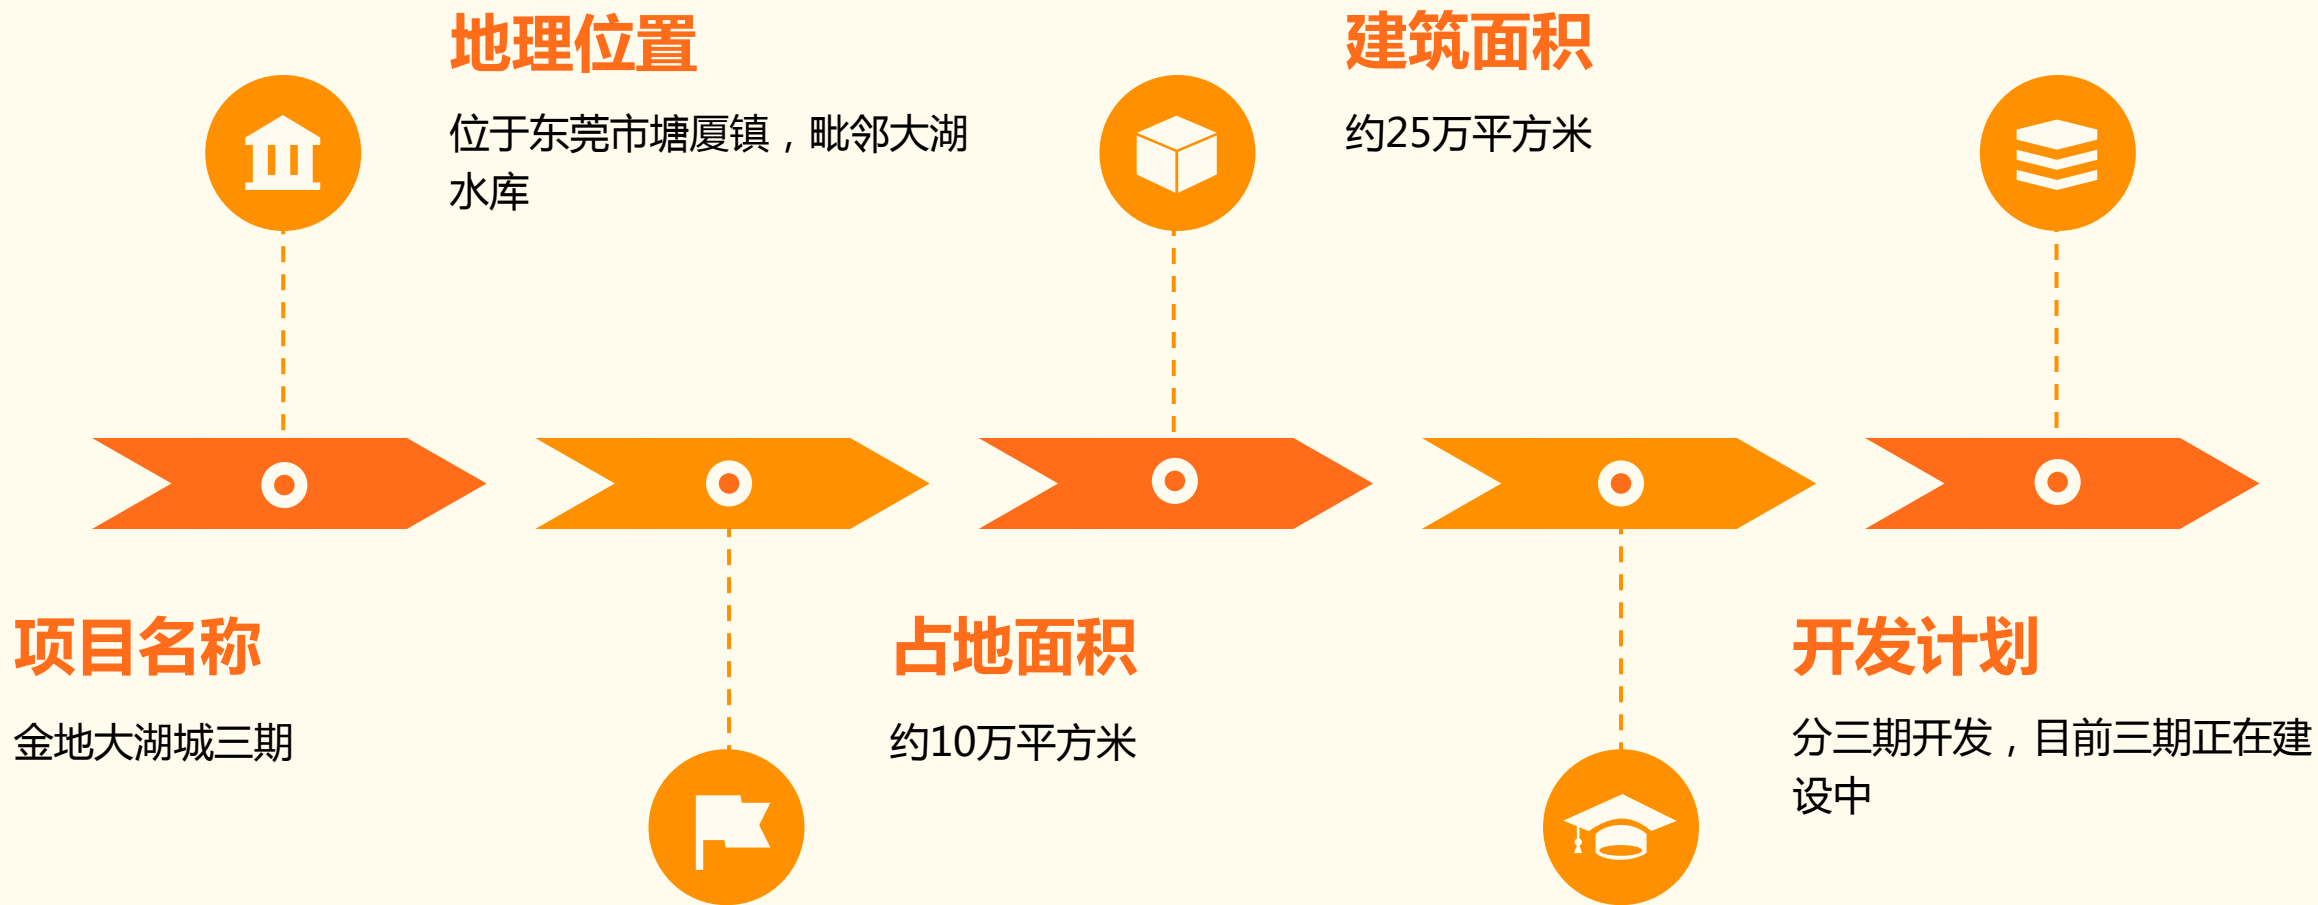 项目名称
金地大湖城三期
地理位置
位于东莞市塘厦镇，毗邻大湖
水库
占地面积
约10万平方米
建筑面积
约25万平方米
开发计划
分三期开发，目前三期正在建
设中